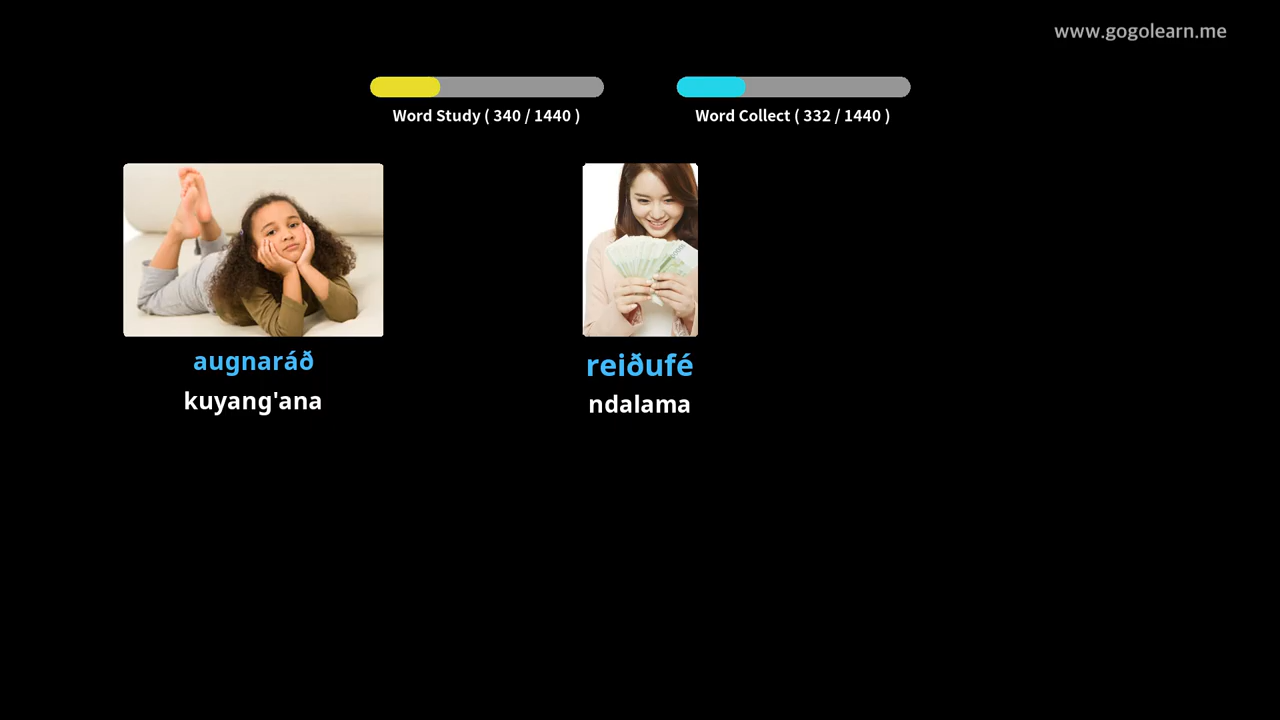 www.gogolearn.me
Word Study ( 340 / 1440 )
Word Collect ( 332 / 1440 )
augnaráð
kuyang'ana
reiðufé
ndalama